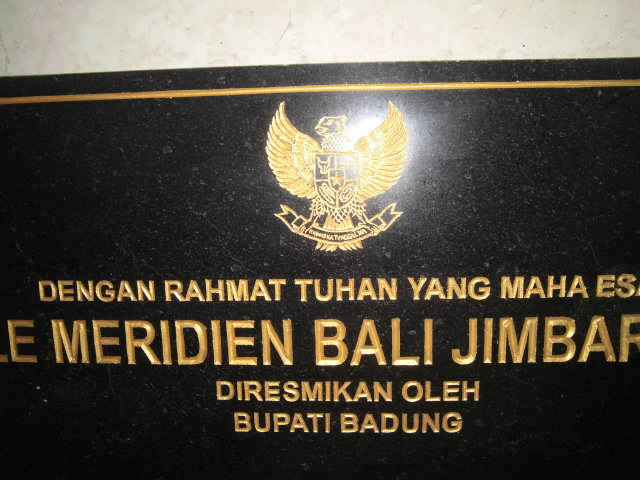 DENGAN RAHMAT TUHAN YANG MAHA ESA
LE MERIDIEN BALI JIMBAR
DIRESMIKAN OLEH
BUPATI BADUNG